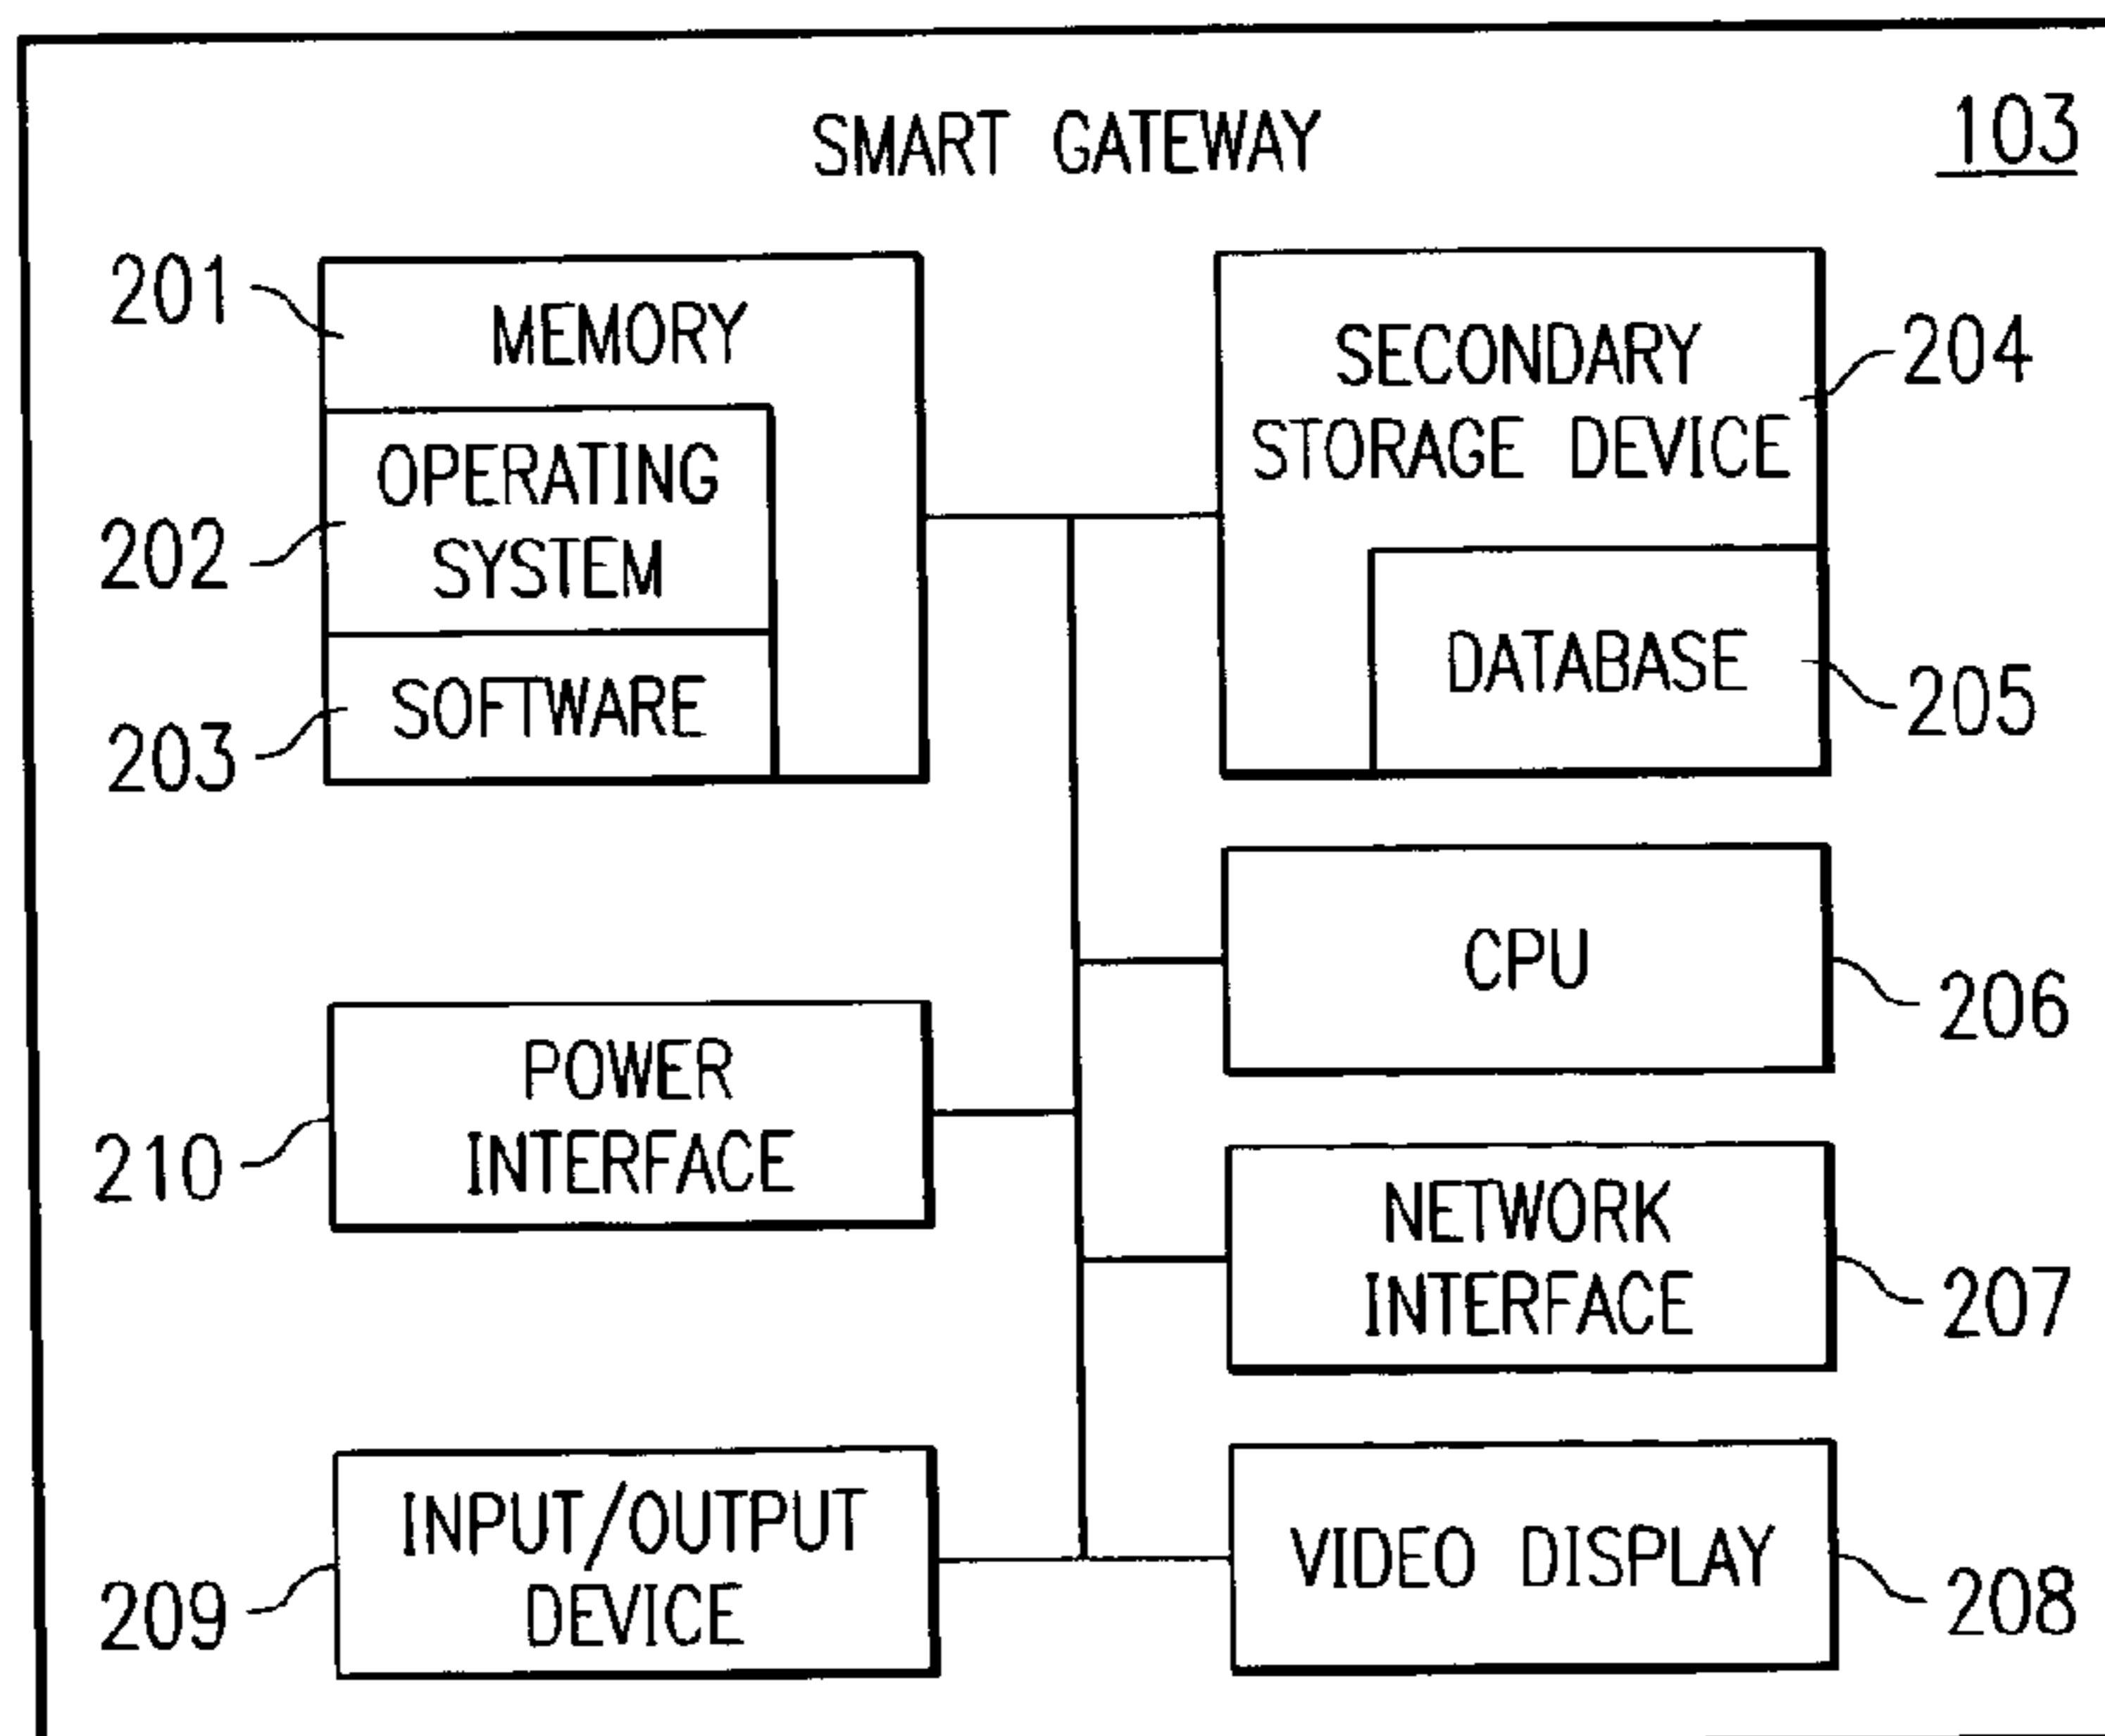 SMART GATEWAY
103
201
MEMORY
OPERATING
SYSTEM
202
SOFTWARE
203
SECONDARY
STORAGE DEVICE
204
DATABASE
205
CPU
206
POWER
INTERFACE
210
NETWORK
INTERFACE
207
INPUT/OUTPUT
DEVICE
209
VIDEO DISPLAY
208